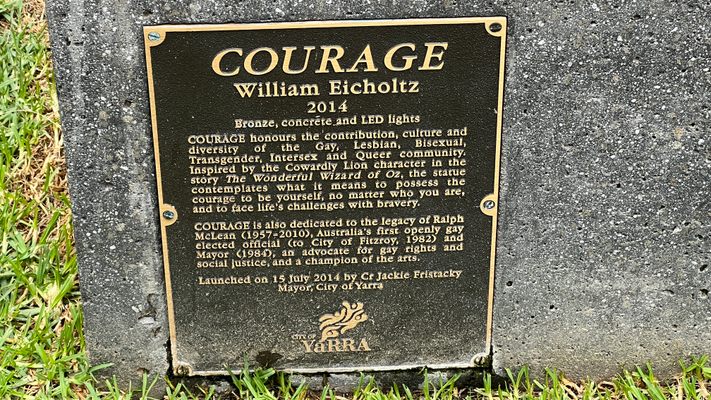 COURAGE
William Eicholtz
2014
Bronze, concrete and LED lights
COURAGE honours the contribution, culture and
diversity of the Gay, Lesbian, Bisexual,
Transgender, Intersex and Queer community.
Inspired by the Cowardly Lion character in the
story The Wonderful Wizard of Oz, the statue
contemplates what it means to possess the
courage to be yourself, no matter who you are,
and to face life's challenges with bravery.
COURAGE is also dedicated to the legacy of Ralph
McLean (1957-2010), Australia's first openly gay
elected official (to City of Fitzroy, 1982) and
Mayor (1984), an advocate for gay rights and
social justice, and a champion of the arts.
Launched on 15 July 2014 by Cr Jackie Fristacky
Mayor, City of Yarra
CITY OF
YaRRA